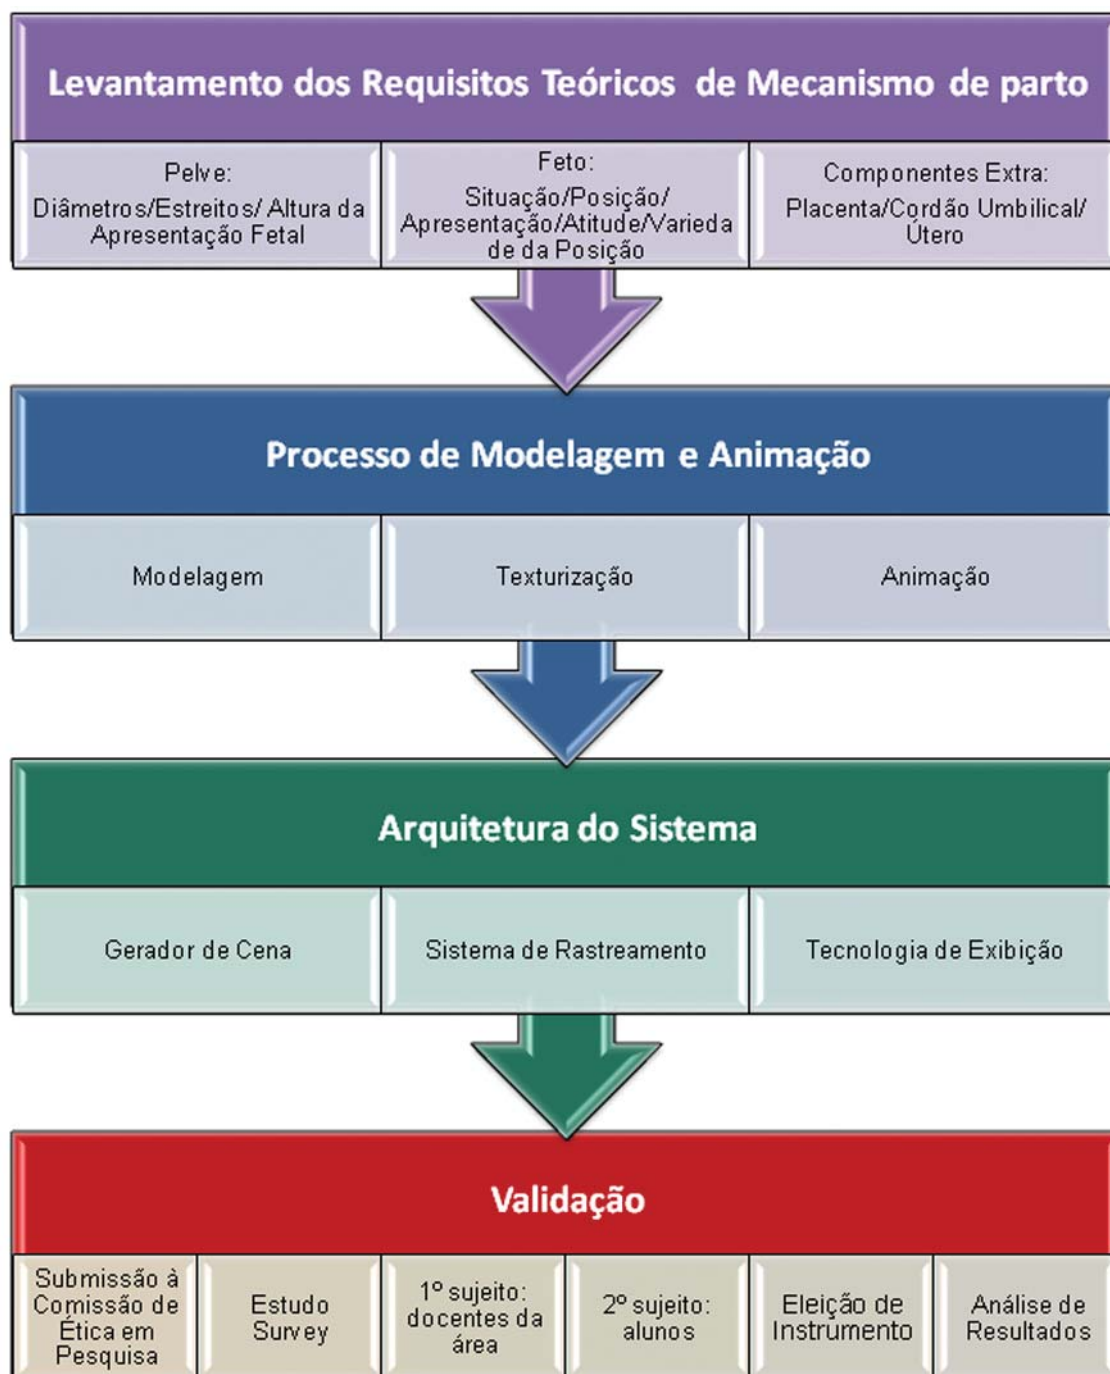 Levantamento dos Requisitos Teóricos de Mecanismo de parto
Pelve:
Diâmetros/Estreitos/ Altura da
Apresentação Fetal
Feto:
Situação/Posição/
Apresentação/Atitude/Varieda
de da Posição
Componentes Extra:
Placenta/Cordão Umbilical/
Útero
Processo de Modelagem e Animação
Modelagem
Texturização
Animação
Arquitetura do Sistema
Gerador de Cena
Sistema de Rastreamento
Tecnologia de Exibição
Validação
Submissão à
Comissão de
Ética em
Pesquisa
Estudo
Survey
1º sujeito:
docentes da
área
2º sujeito:
alunos
Eleição de
Instrumento
Análise de
Resultados